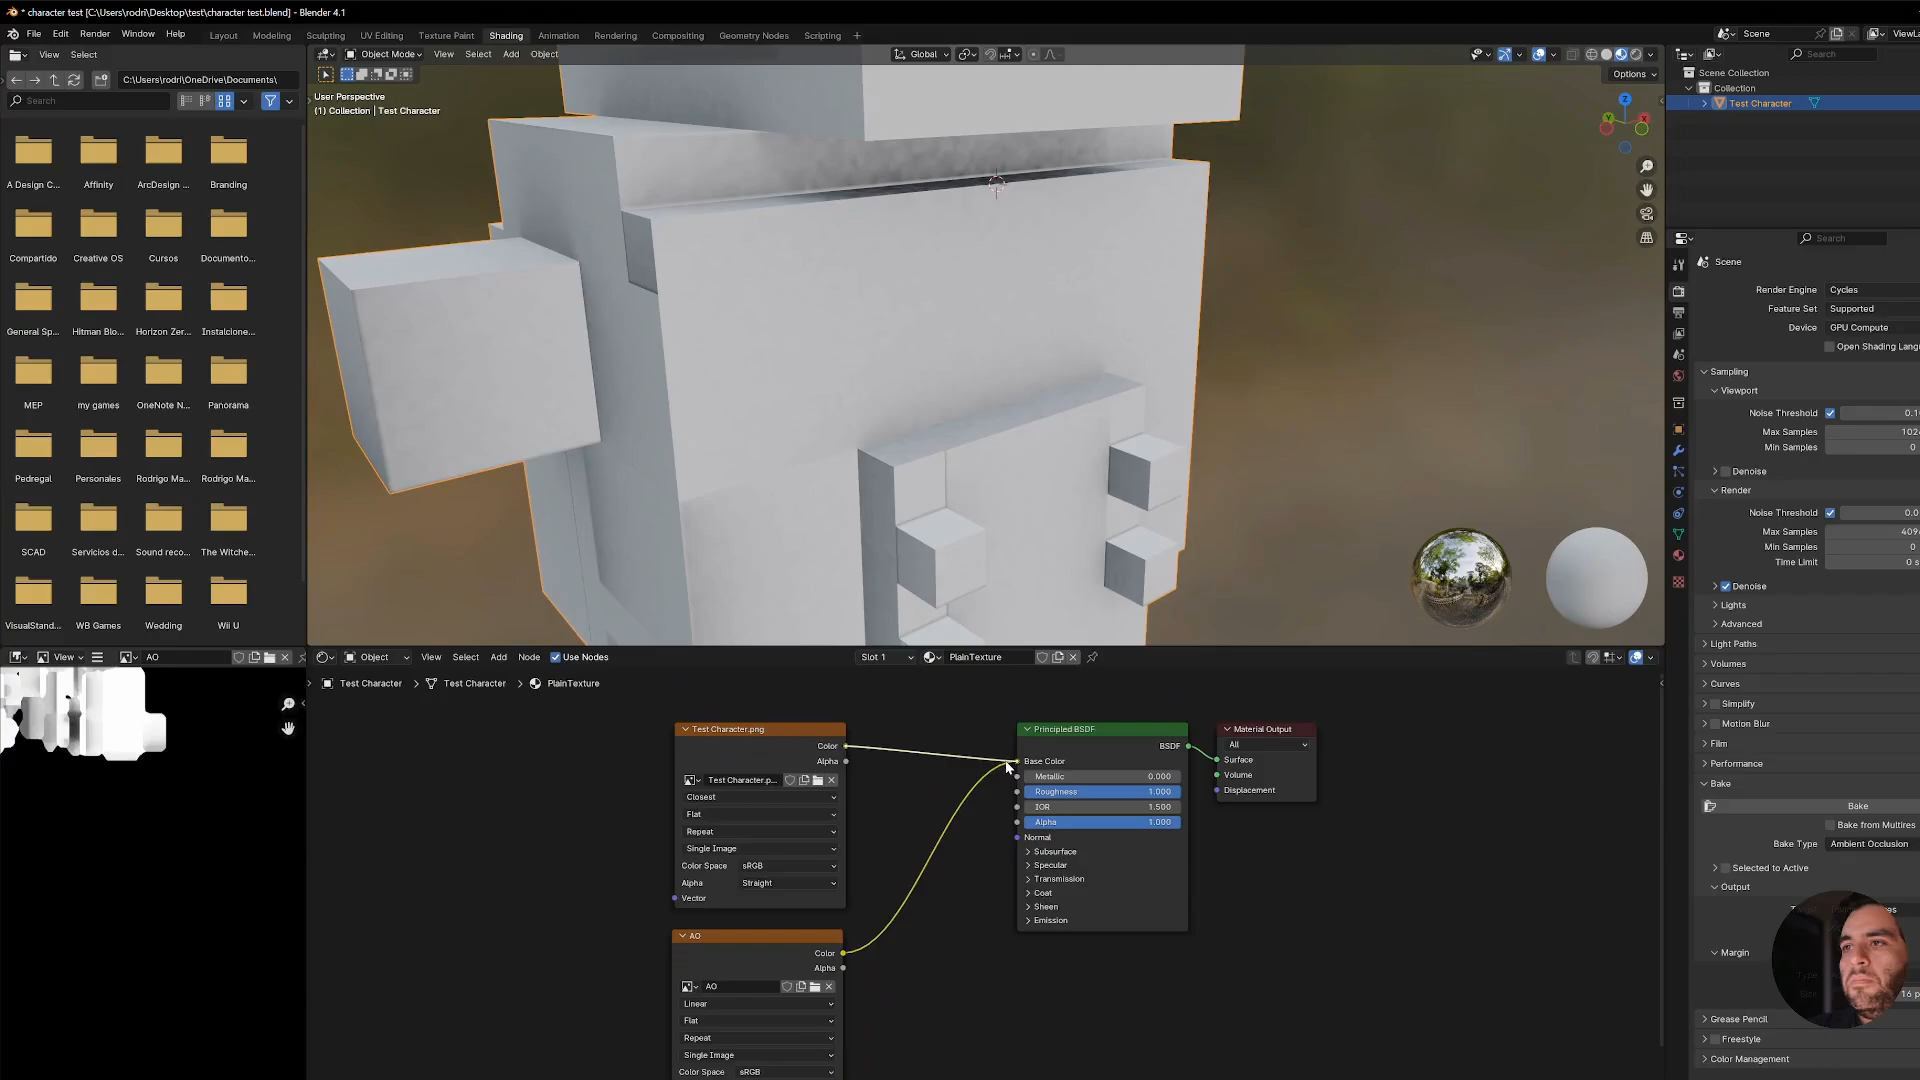 * character test [C:\Users\rodri\Desktop\test\character test.blend] - Blender 4.1
File Edit Render Window Help Layout Modeling Sculpting UV Editing Texture Paint Shading Animation Rendering Compositing Geometry Nodes Scripting + Scene
View Select
Object Mode View Select Add Object Global
Search
C:\Users\rodri\OneDrive\Documents\
Options
Search
User Perspective
(1) Collection | Test Character
Scene Collection
Collection
Test Character
A Design C... Affinity ArcDesign ... Branding
Compartido Creative OS Cursos Documento...
General Sp... Hitman Blo... Horizon Zer... Instalcione...
MEP my games OneNote N... Panorama
Pedregal Personales Rodrigo Ma... Rodrigo Ma...
SCAD Servicios d... Sound reco... The Witche...
VisualStand... WB Games Wedding Wii U
Z
Y
X
Search
Scene
Render Engine Cycles
Feature Set Supported
Device GPU Compute
Open Shading Lang
Sampling
Viewport
Noise Threshold 0.1
Max Samples 102
Min Samples 0
Denoise
Render
Noise Threshold 0.0
Max Samples 409
Min Samples 0
Time Limit 0 s
Denoise
Lights
Advanced
Light Paths
Volumes
Curves
Simplify
Motion Blur
Film
Performance
Bake
Bake
Bake from Multires
Bake Type Ambient Occlusion
Selected to Active
Output
Margin
16 p
Grease Pencil
Freestyle
Color Management
View AO
Object View Select Add Node Use Nodes Slot 1 PlainTexture
Test Character > Test Character > PlainTexture
Test Character.png
Color
Alpha
Test Character.p...
Closest
Flat
Repeat
Single Image
Color Space sRGB
Alpha Straight
Vector
AO
Color
Alpha
AO
Linear
Flat
Repeat
Single Image
Color Space sRGB
Principled BSDF
BSDF
Base Color
Metallic 0.000
Roughness 1.000
IOR 1.500
Alpha 1.000
Normal
Subsurface
Specular
Transmission
Coat
Sheen
Emission
Material Output
All
Surface
Volume
Displacement